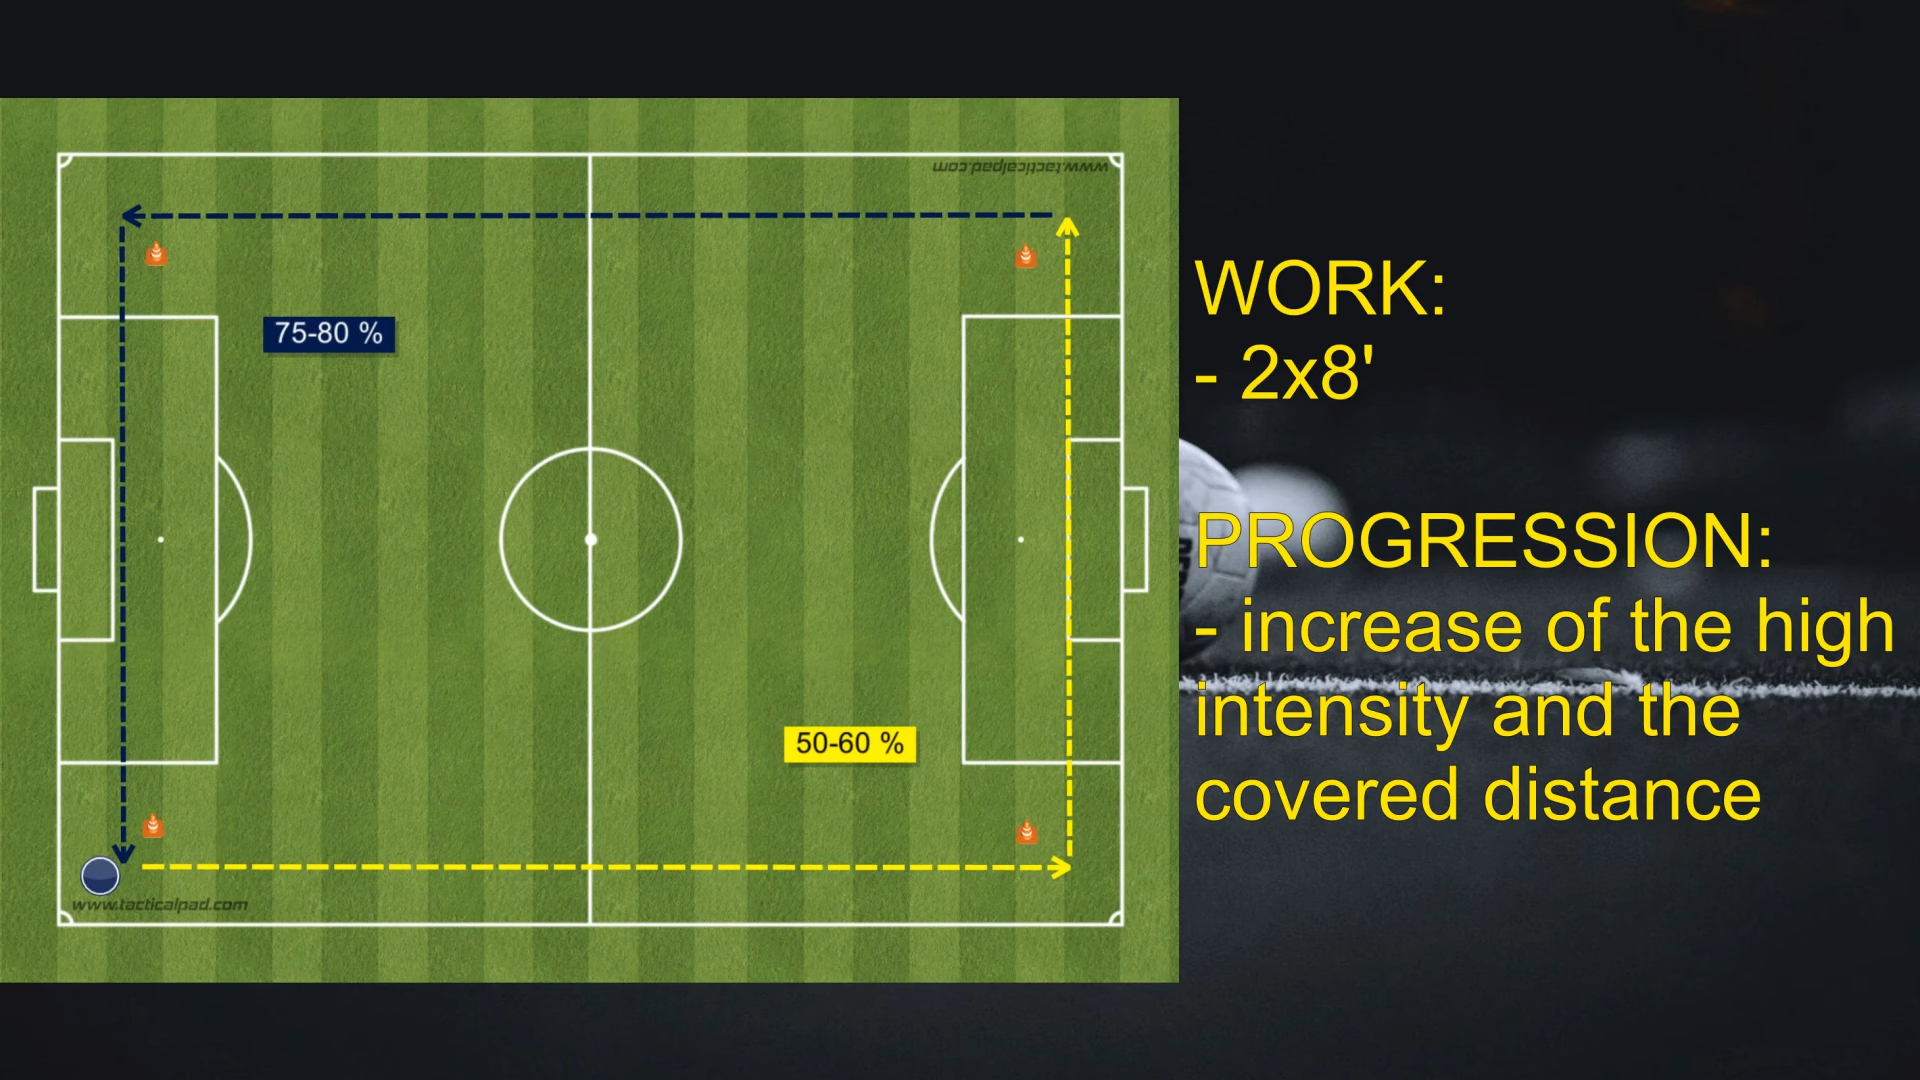 www.tacticalpad.com
75-80 %
50-60 %
www.tacticalpad.com
WORK:
- 2x8'
PROGRESSION:
- increase of the high
intensity and the
covered distance